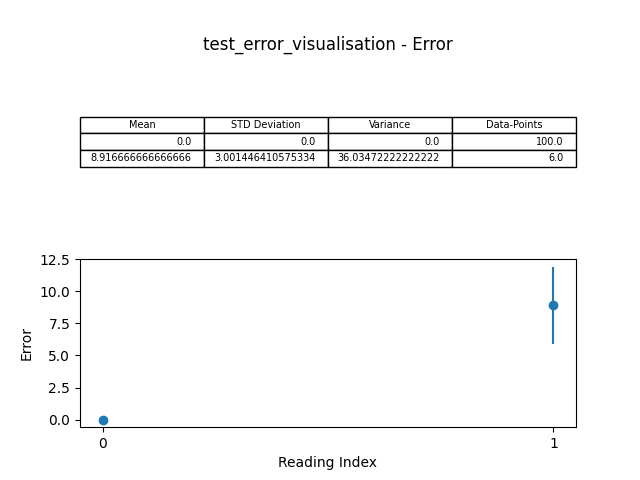 test_error_visualisation - Error
Mean STD Deviation Variance Data-Points
0.0 0.0 0.0 100.0
8.916666666666666 3.001446410575334 36.03472222222222 6.0
12.5
10.0
7.5
5.0
2.5
0.0
Error
0 1
Reading Index